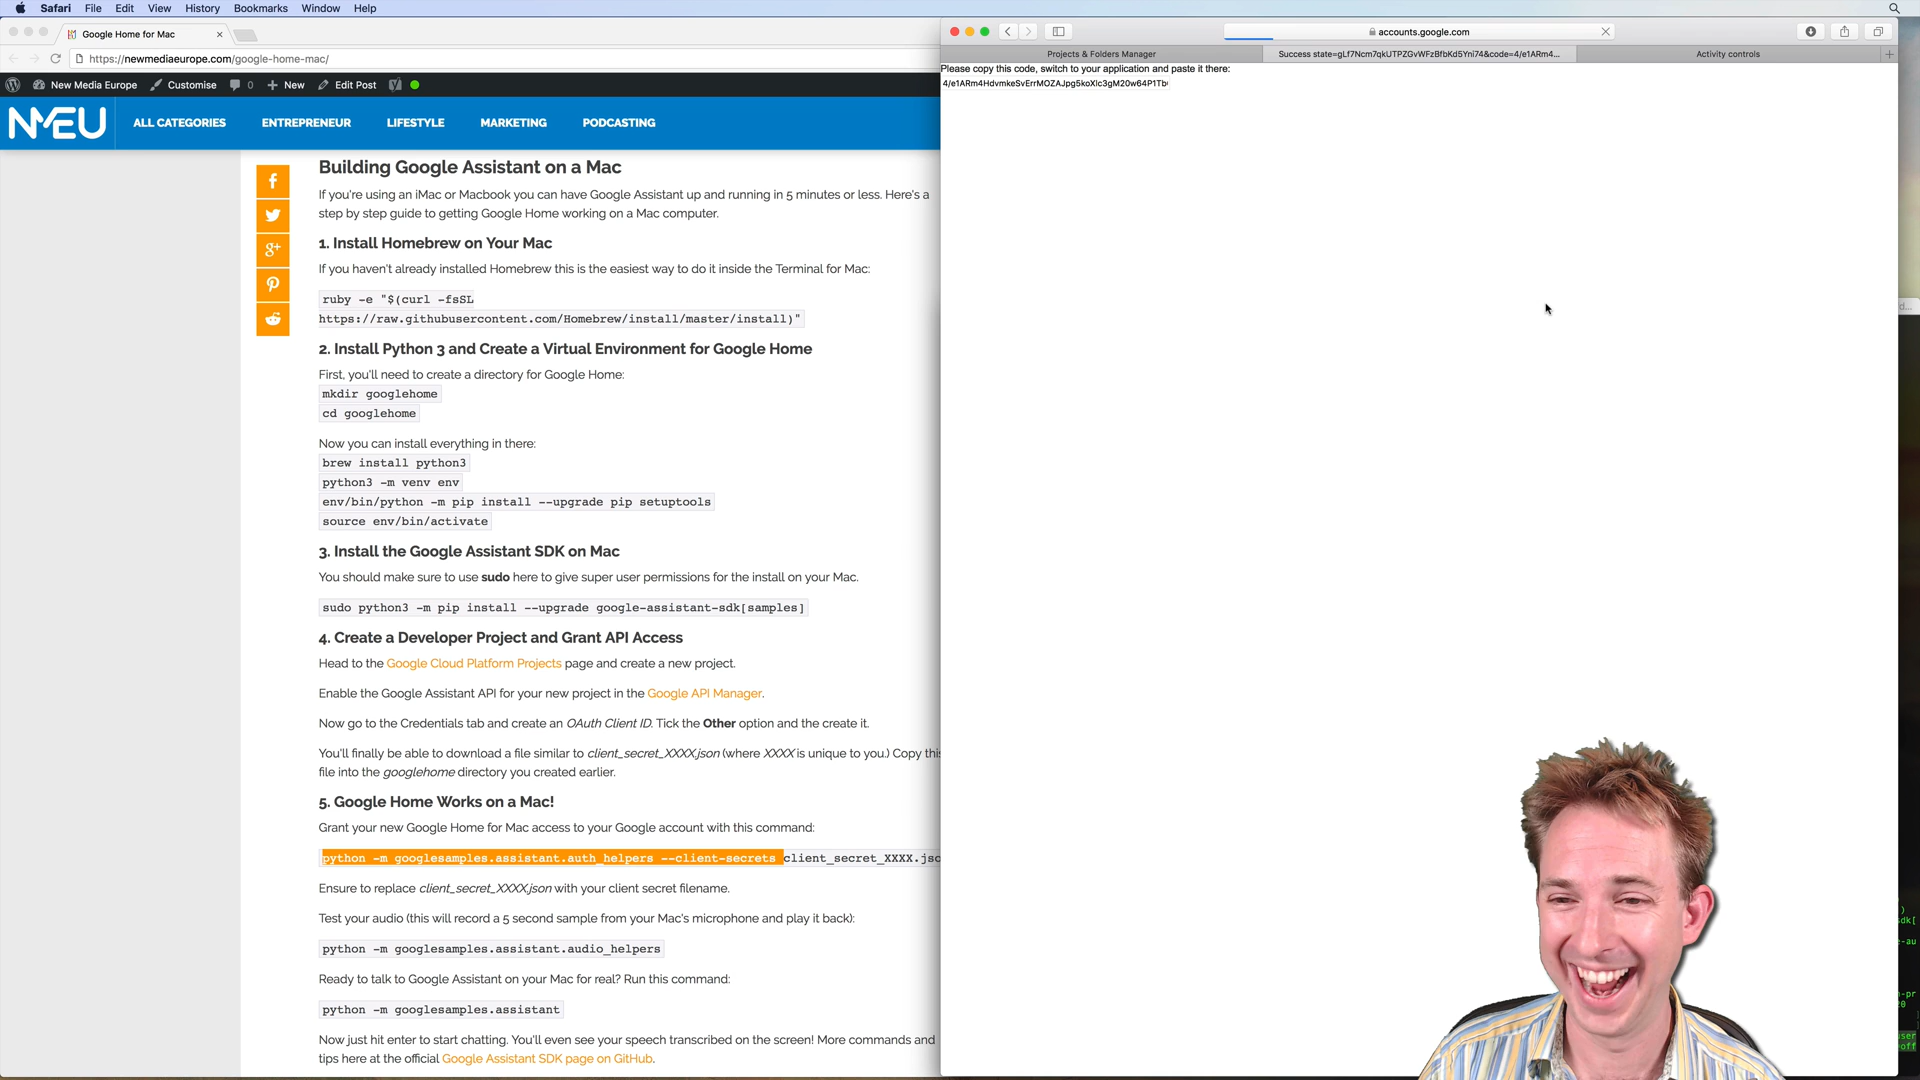 Safari File Edit View History Bookmarks Window Help
Google Home for Mac
https://newmediaeurope.com/google-home-mac/
New Media Europe Customise 0 New Edit Post
NMEU ALL CATEGORIES ENTREPRENEUR LIFESTYLE MARKETING PODCASTING
Building Google Assistant on a Mac
If you're using an iMac or Macbook you can have Google Assistant up and running in 5 minutes or less. Here's a
step by step guide to getting Google Home working on a Mac computer.
1. Install Homebrew on Your Mac
If you haven't already installed Homebrew this is the easiest way to do it inside the Terminal for Mac:
ruby -e "$(curl -fsSL
https://raw.githubusercontent.com/Homebrew/install/master/install)"
2. Install Python 3 and Create a Virtual Environment for Google Home
First, you'll need to create a directory for Google Home:
mkdir googlehome
cd googlehome
Now you can install everything in there:
brew install python3
python3 -m venv env
env/bin/python -m pip install --upgrade pip setuptools
source env/bin/activate
3. Install the Google Assistant SDK on Mac
You should make sure to use sudo here to give super user permissions for the install on your Mac.
sudo python3 -m pip install --upgrade google-assistant-sdk[samples]
4. Create a Developer Project and Grant API Access
Head to the Google Cloud Platform Projects page and create a new project.
Enable the Google Assistant API for your new project in the Google API Manager.
Now go to the Credentials tab and create an OAuth Client ID. Tick the Other option and the create it.
You'll finally be able to download a file similar to client_secret_XXXX.json (where XXXX is unique to you.) Copy this
file into the googlehome directory you created earlier.
5. Google Home Works on a Mac!
Grant your new Google Home for Mac access to your Google account with this command:
python -m googlesamples.assistant.auth_helpers --client-secrets client_secret_XXXX.jso
Ensure to replace client_secret_XXXX.json with your client secret filename.
Test your audio (this will record a 5 second sample from your Mac's microphone and play it back):
python -m googlesamples.assistant.audio_helpers
Ready to talk to Google Assistant on your Mac for real? Run this command:
python -m googlesamples.assistant
Now just hit enter to start chatting. You'll even see your speech transcribed on the screen! More commands and
tips here at the official Google Assistant SDK page on GitHub.
accounts.google.com
Projects & Folders Manager Success state=gLf7Ncm7qkUTPZGvWFzBfbKd5Yni74&code=4/e1ARm4... Activity controls
Please copy this code, switch to your application and paste it there:
4/e1ARm4HdvmkeSvErrMOZAJpg5koXlc3gM20w64P1Tb
d...
sdk[
e-au
n-pr
20
user
eoff